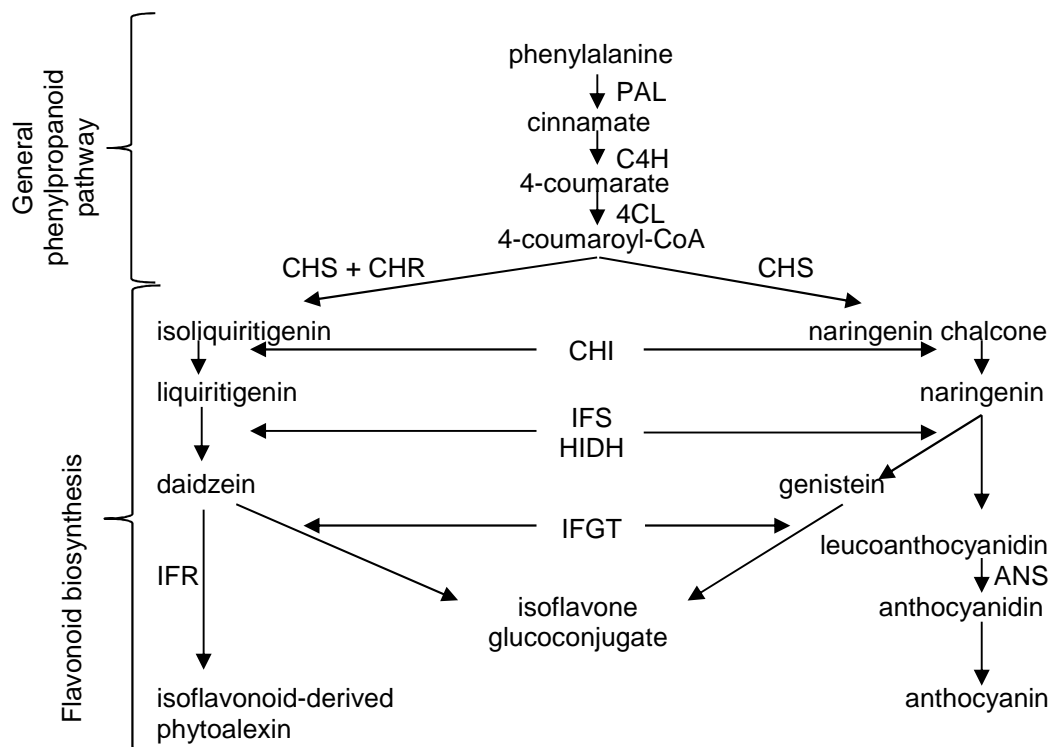 General
phenylpropanoid
pathway
phenylalanine
PAL
cinnamate
C4H
4-coumarate
4CL
4-coumaroyl-CoA
CHS + CHR
CHS
isoliquiritigenin
naringenin chalcone
CHI
liquiritigenin
naringenin
IFS
HIDH
Flavonoid biosynthesis
daidzein
genistein
IFGT
leucoanthocyanidin
IFR
ANS
isoflavone
glucoconjugate
anthocyanidin
isoflavonoid-derived
phytoalexin
anthocyanin